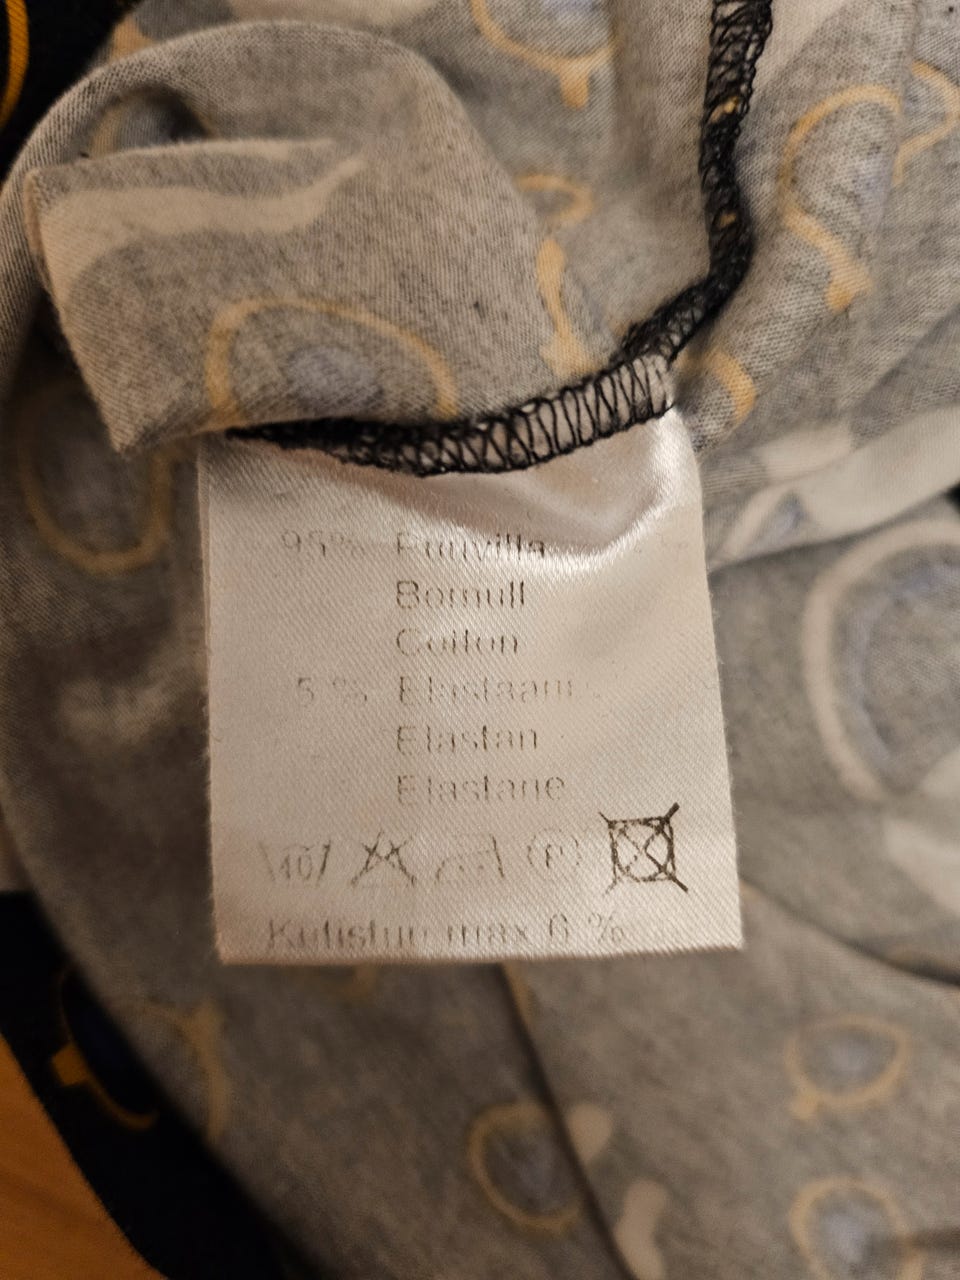 95% Puuvilla
Bomull
Cotton
5 % Elastaani
Elastan
Elastane
40 P
Kutistuu max 6 %